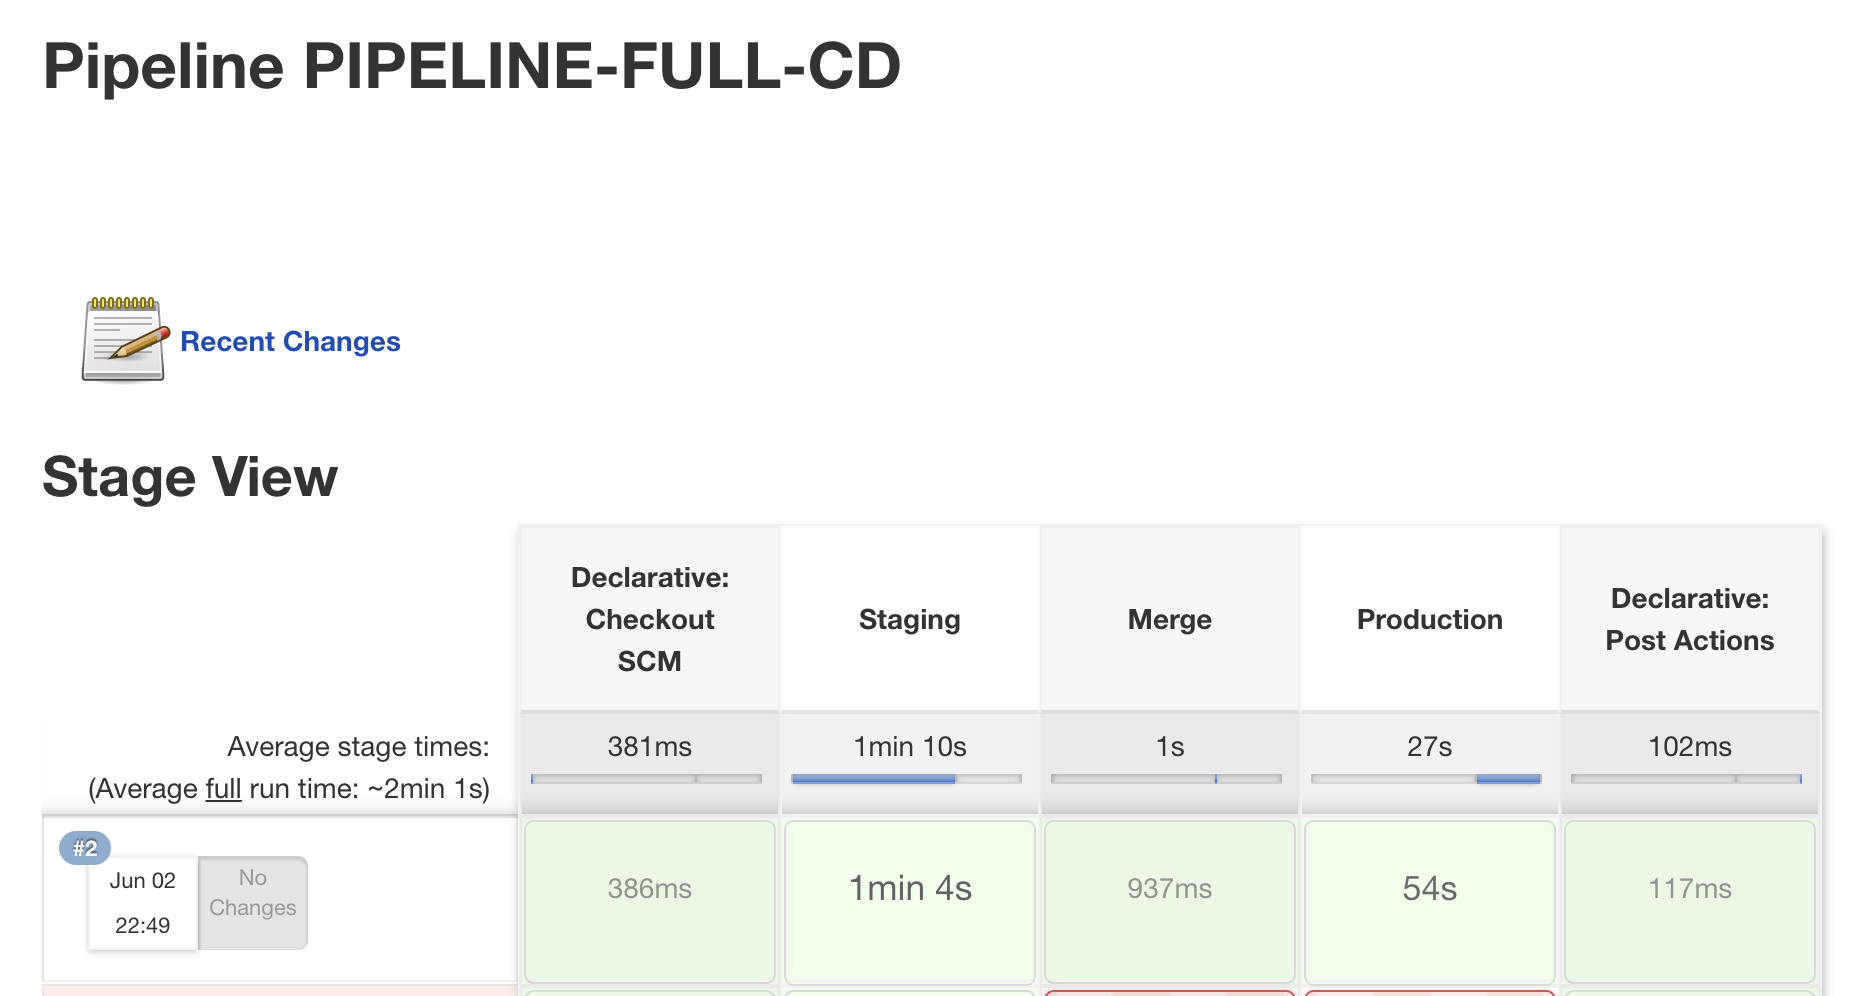 Pipeline PIPELINE-FULL-CD
Recent Changes
Stage View
Declarative:
Checkout
SCM
Staging
Merge
Production
Declarative:
Post Actions
Average stage times:
(Average full run time: ~2min 1s)
381ms
1min 10s
1s
27s
102ms
#2
Jun 02
22:49
No
Changes
386ms
1min 4s
937ms
54s
117ms